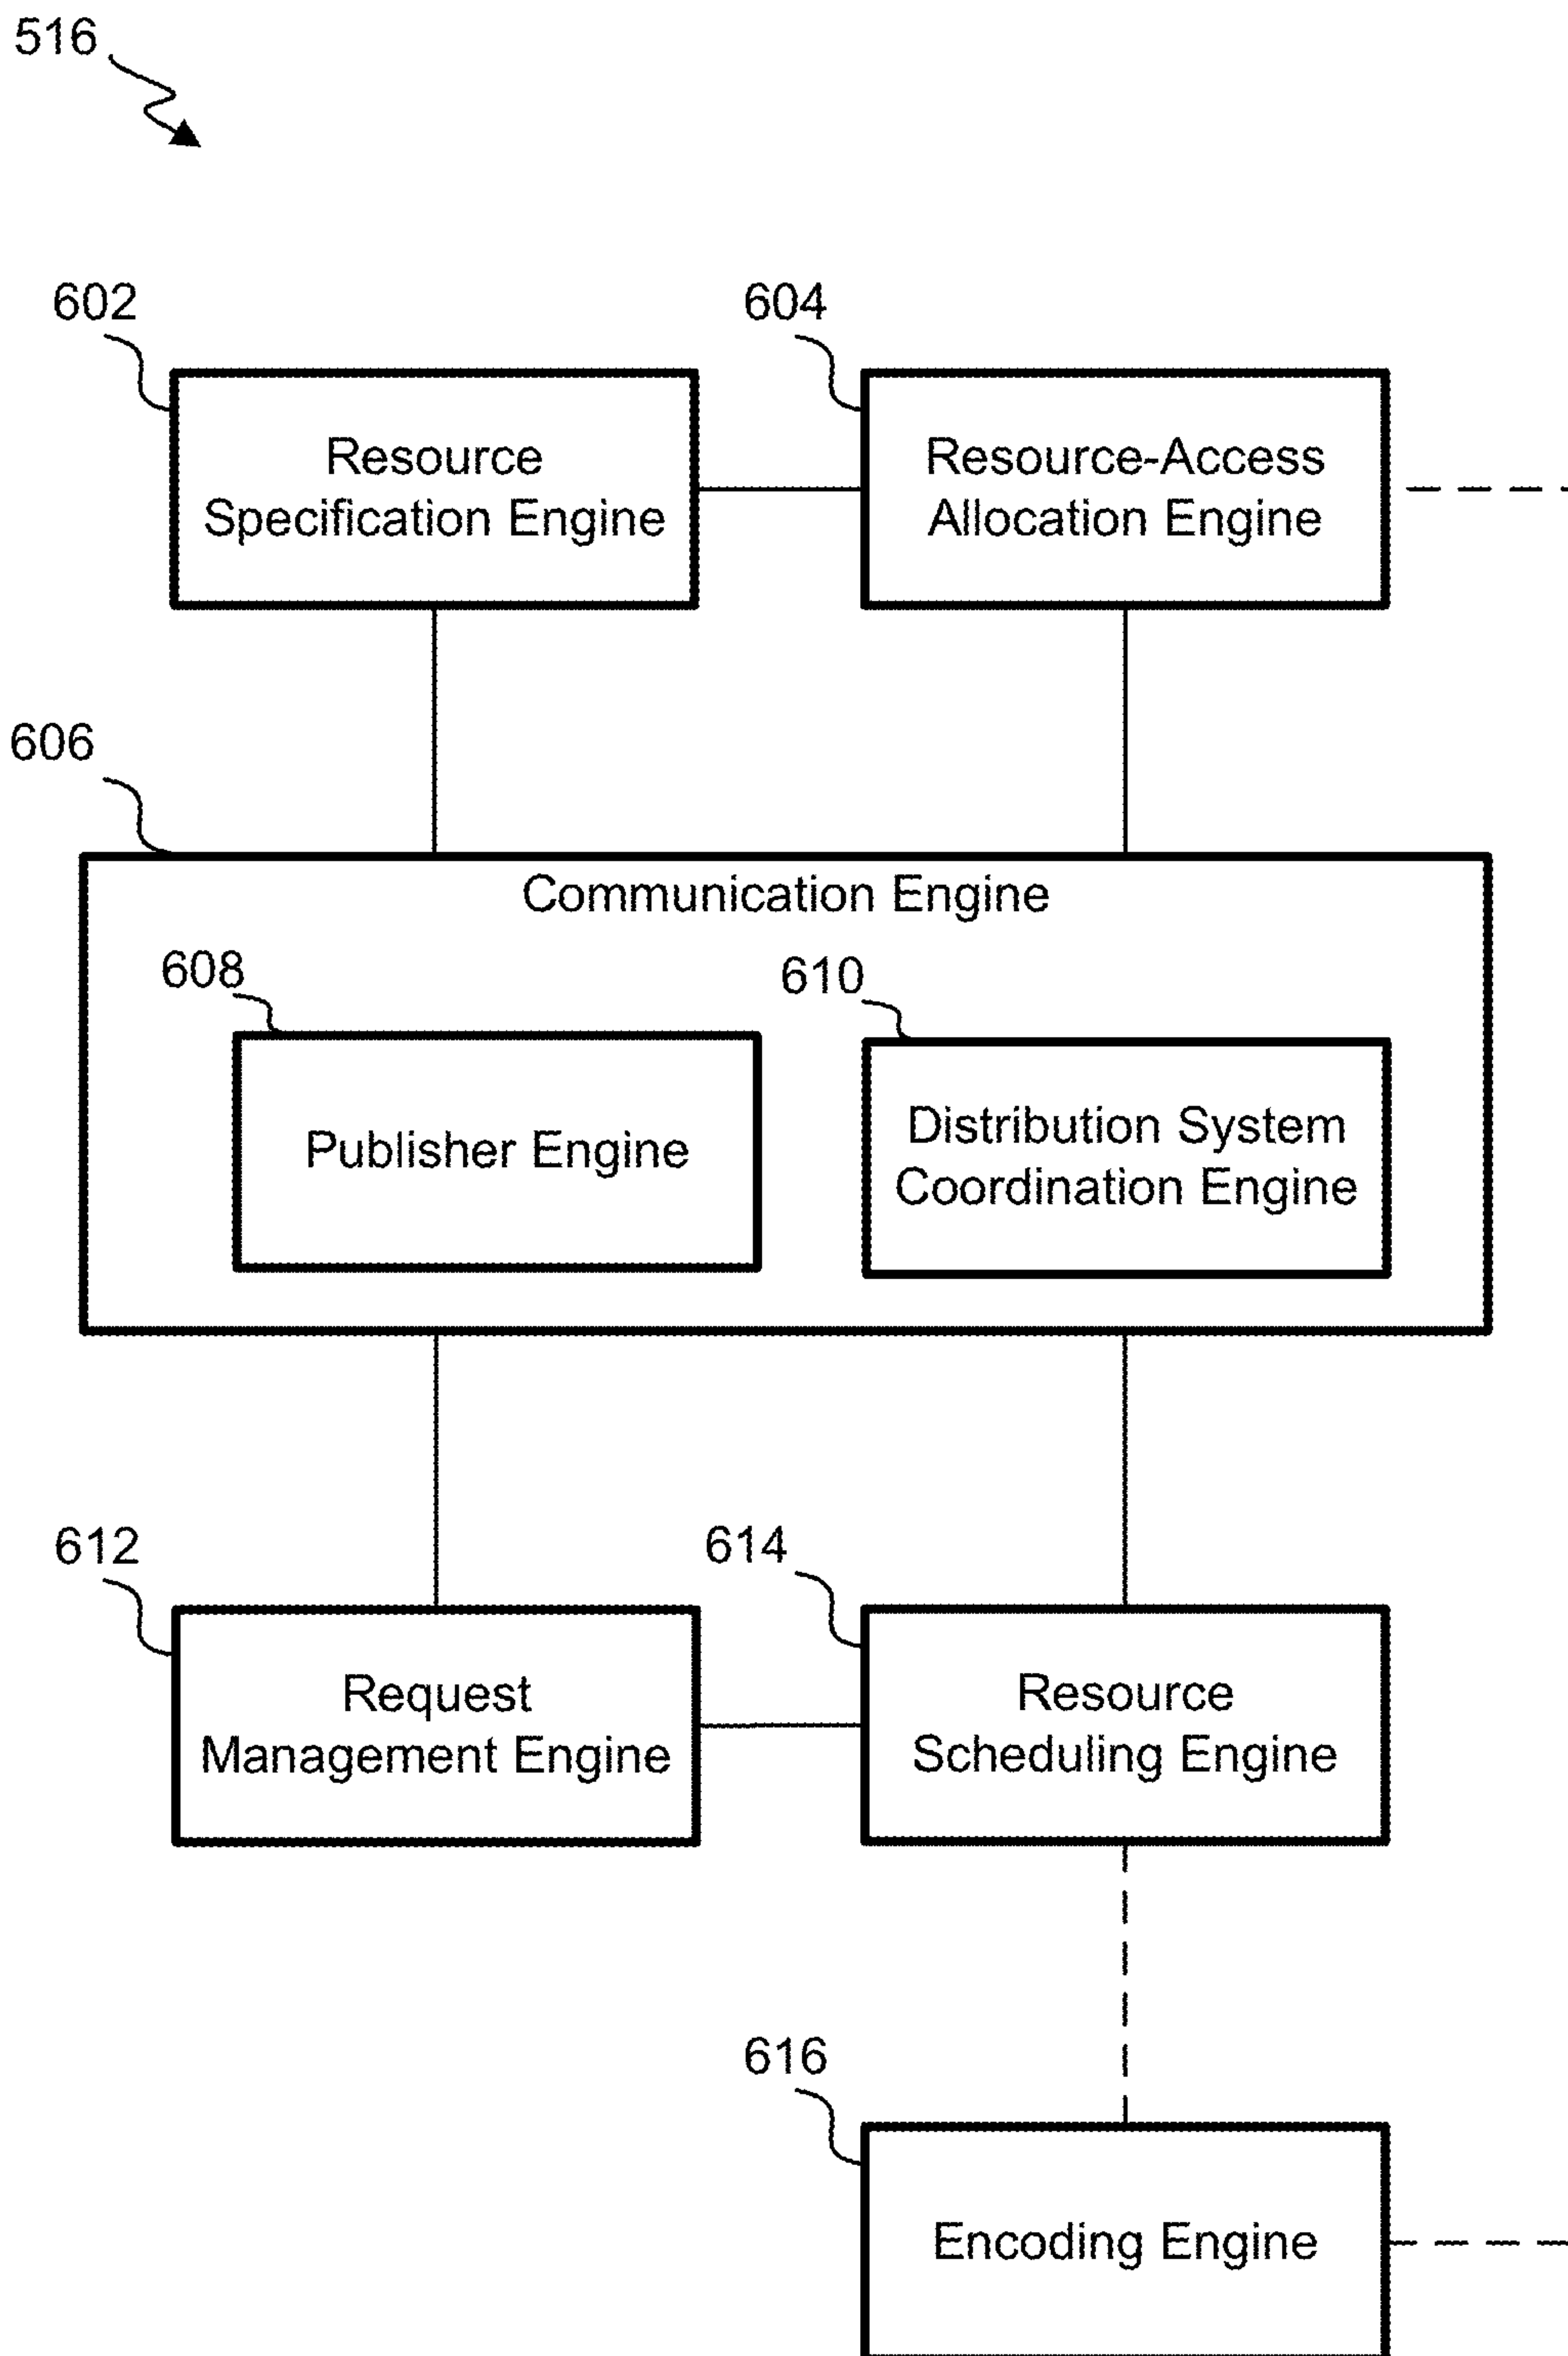 516
602
604
Resource
Specification Engine
Resource-Access
Allocation Engine
606
Communication Engine
608
610
Publisher Engine
Distribution System
Coordination Engine
612
614
Request
Management Engine
Resource
Scheduling Engine
616
Encoding Engine